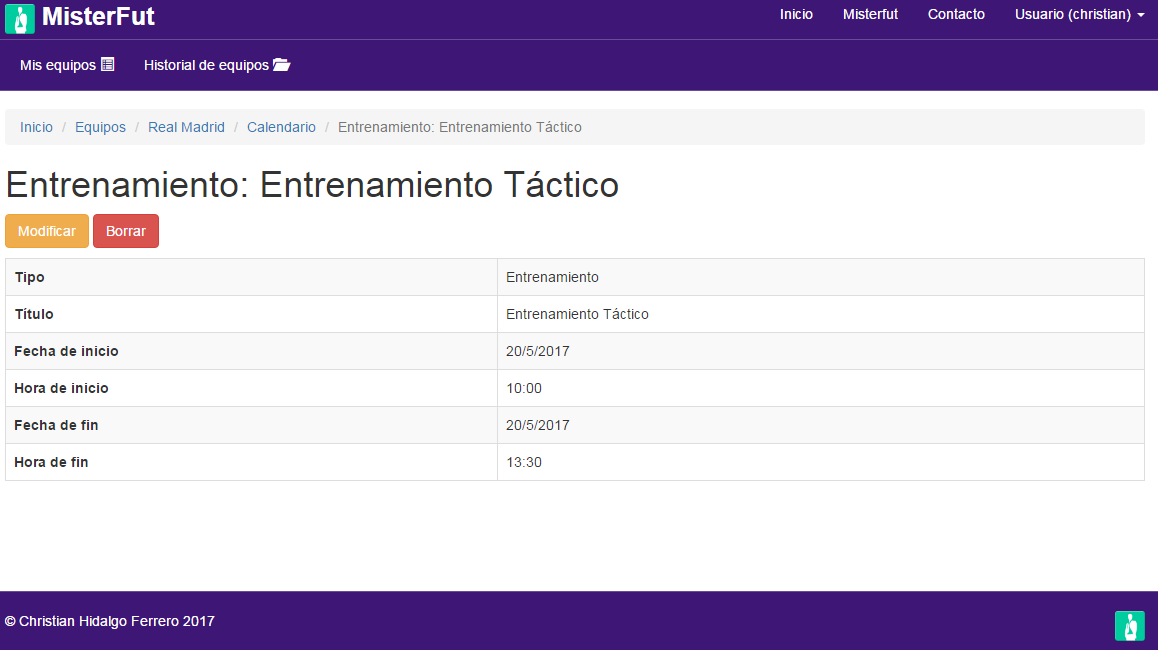 MisterFut
Inicio Misterfut Contacto Usuario (christian)
Mis equipos Historial de equipos
Inicio / Equipos / Real Madrid / Calendario / Entrenamiento: Entrenamiento Táctico
Entrenamiento: Entrenamiento Táctico
Modificar Borrar
Tipo Entrenamiento
Título Entrenamiento Táctico
Fecha de inicio 20/5/2017
Hora de inicio 10:00
Fecha de fin 20/5/2017
Hora de fin 13:30
© Christian Hidalgo Ferrero 2017